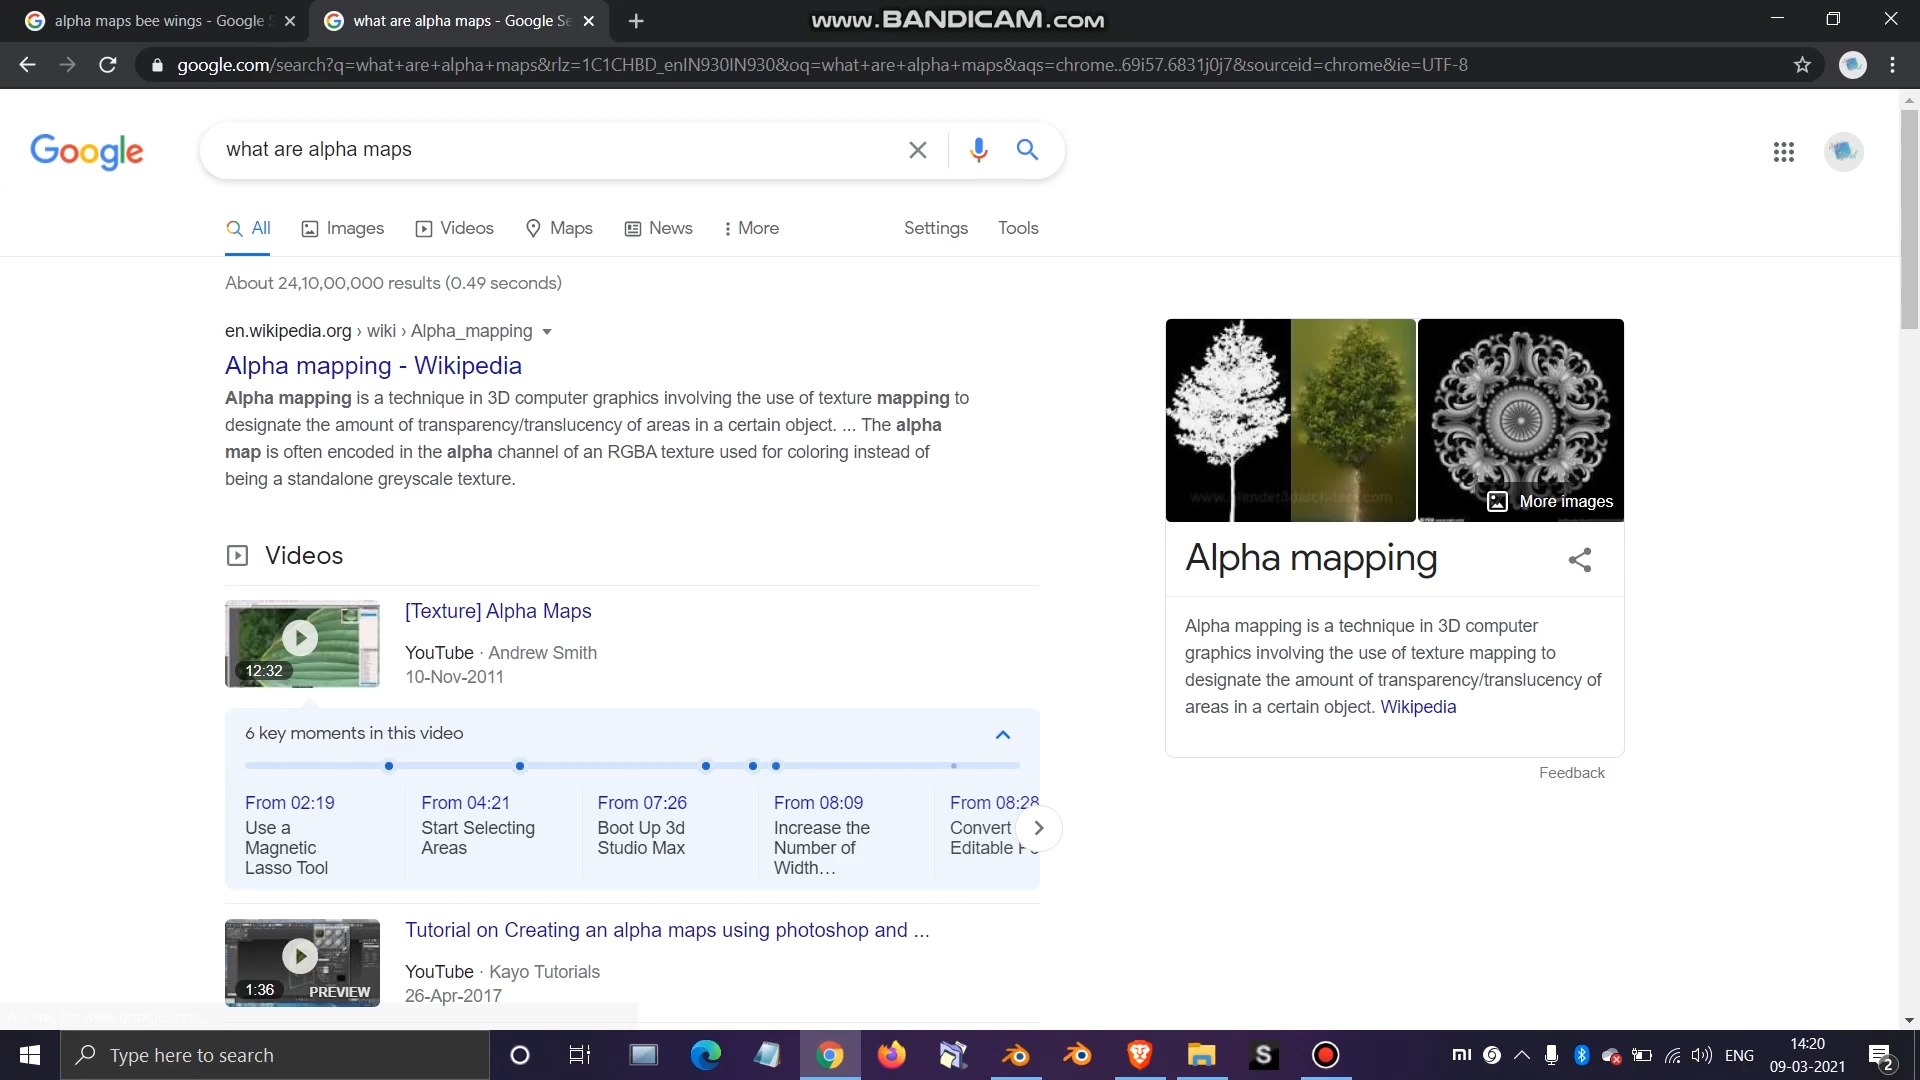 alpha maps bee wings - Google S
what are alpha maps - Google Se
www.BANDICAM.com
google.com/search?q=what+are+alpha+maps&rlz=1C1CHBD_enIN930IN930&oq=what+are+alpha+maps&aqs=chrome..69i57.6831j0j7&sourceid=chrome&ie=UTF-8
Google
what are alpha maps
All Images Videos Maps News More Settings Tools
About 24,10,00,000 results (0.49 seconds)
en.wikipedia.org › wiki › Alpha_mapping
Alpha mapping - Wikipedia
Alpha mapping is a technique in 3D computer graphics involving the use of texture mapping to
designate the amount of transparency/translucency of areas in a certain object. ... The alpha
map is often encoded in the alpha channel of an RGBA texture used for coloring instead of
being a standalone greyscale texture.
Videos
12:32
[Texture] Alpha Maps
YouTube · Andrew Smith
10-Nov-2011
6 key moments in this video
From 02:19
Use a
Magnetic
Lasso Tool
From 04:21
Start Selecting
Areas
From 07:26
Boot Up 3d
Studio Max
From 08:09
Increase the
Number of
Width…
From 08:28
Convert
Editable
1:36
PREVIEW
Tutorial on Creating an alpha maps using photoshop and ...
YouTube · Kayo Tutorials
26-Apr-2017
More images
Alpha mapping
Alpha mapping is a technique in 3D computer
graphics involving the use of texture mapping to
designate the amount of transparency/translucency of
areas in a certain object. Wikipedia
Feedback
Type here to search
S
mi
ENG
14:20
09-03-2021
2